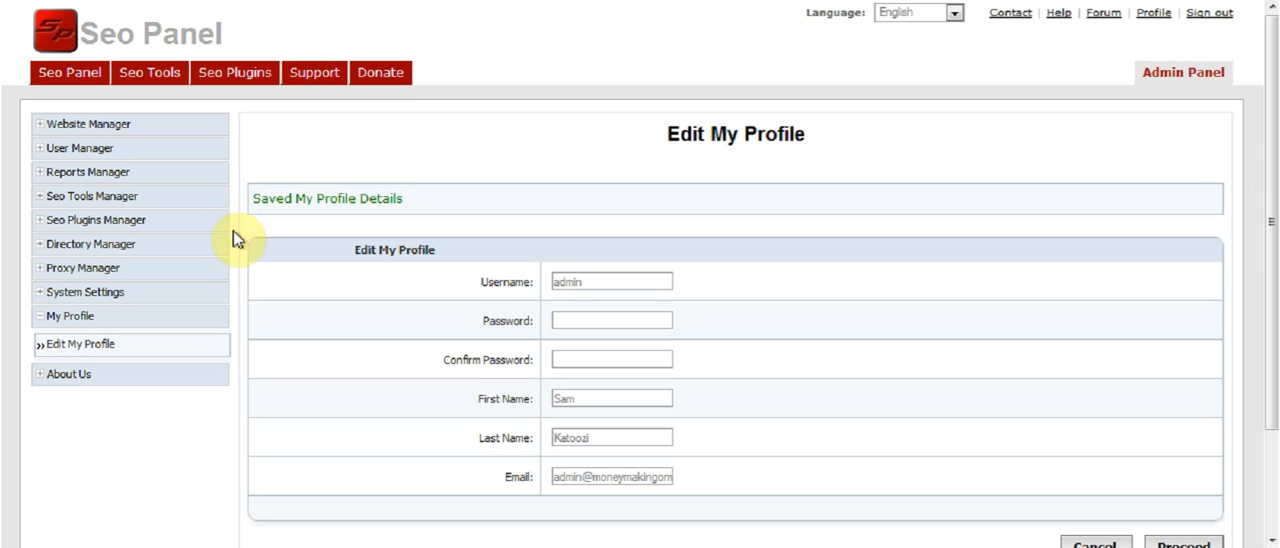 Language: English Contact | Help | Forum | Profile | Sign out
SP Seo Panel
Seo Panel Seo Tools Seo Plugins Support Donate Admin Panel
Website Manager
User Manager
Reports Manager
Seo Tools Manager
Seo Plugins Manager
Directory Manager
Proxy Manager
System Settings
My Profile
Edit My Profile
About Us
Edit My Profile
Saved My Profile Details
Edit My Profile
Username: admin
Password:
Confirm Password:
First Name: Sam
Last Name: Katoozi
Email: admin@moneymakingon
Cancel Proceed